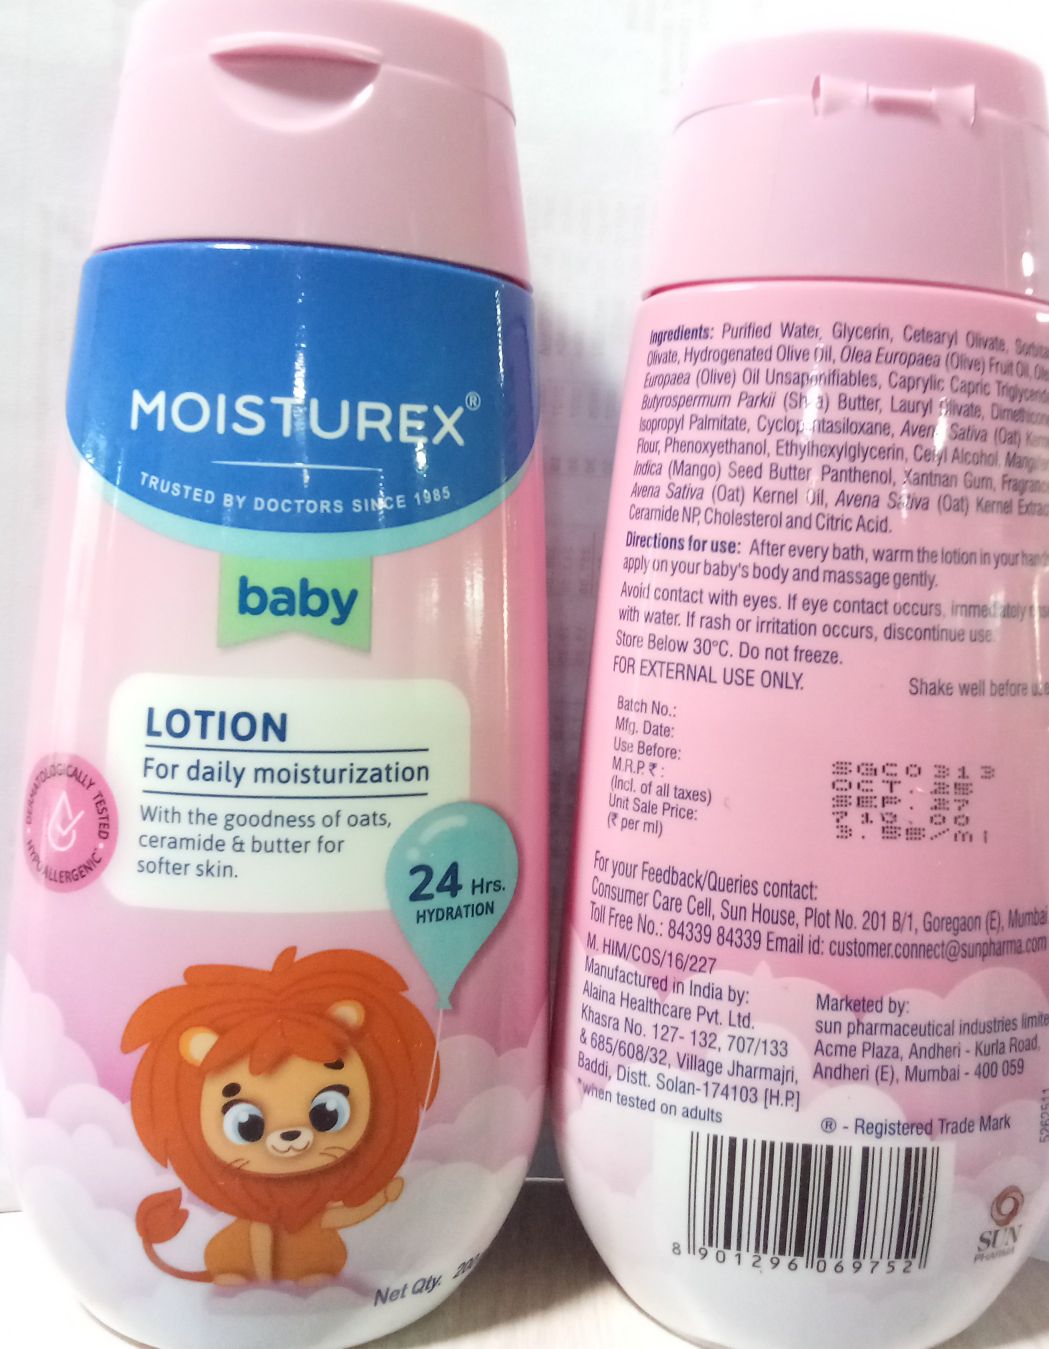 MOISTUREX®
TRUSTED BY DOCTORS SINCE 1985
baby
LOTION
For daily moisturization
With the goodness of oats,
ceramide & butter for
softer skin.
DERMATOLOGICALLY TESTED
HYPOALLERGENIC
24 Hrs.
HYDRATION
Net Qty.
Ingredients: Purified Water, Glycerin, Cetearyl Olivate,
Olivate, Hydrogenated Olive Oil, Olea Europaea (Olive) Fruit Oil,
Europaea (Olive) Oil Unsaponifiables, Caprylic Capric
Butyrospermum Parkii (Shea) Butter, Lauryl Olivate,
Isopropyl Palmitate, Cyclopentasiloxane, Avena Sativa (Oat)
Flour, Phenoxyethanol, Ethylhexylglycerin, Cetyl Alcohol,
Indica (Mango) Seed Butter, Panthenol, Xantnan Gum,
Avena Sativa (Oat) Kernel Oil, Avena Sativa (Oat) Kernel
Ceramide NP, Cholesterol and Citric Acid.
Directions for use: After every bath, warm the lotion in your
apply on your baby's body and massage gently.
Avoid contact with eyes. If eye contact occurs, immediately
with water. If rash or irritation occurs, discontinue use.
Store Below 30°C. Do not freeze.
FOR EXTERNAL USE ONLY.
Shake well before
Batch No.: SGC0313
Mfg. Date: OCT.25
Use Before: SEP.27
M.R.P. ₹ : 710.00
(Incl. of all taxes)
Unit Sale Price: 3.55/ml
(₹ per ml)
For your Feedback/Queries contact:
Consumer Care Cell, Sun House, Plot No. 201 B/1, Goregaon (E), Mumbai
Toll Free No.: 84339 84339 Email id: customer.connect@sunpharma.com
M. HIM/COS/16/227
Manufactured in India by:
Alaina Healthcare Pvt. Ltd.
Khasra No. 127- 132, 707/133
& 685/608/32, Village Jharmajri,
Baddi, Distt. Solan-174103 [H.P.]
*when tested on adults
Marketed by:
sun pharmaceutical industries
Acme Plaza, Andheri - Kurla Road,
Andheri (E), Mumbai - 400 059
® - Registered Trade Mark
8 901296 069752
SUN
PHARMA